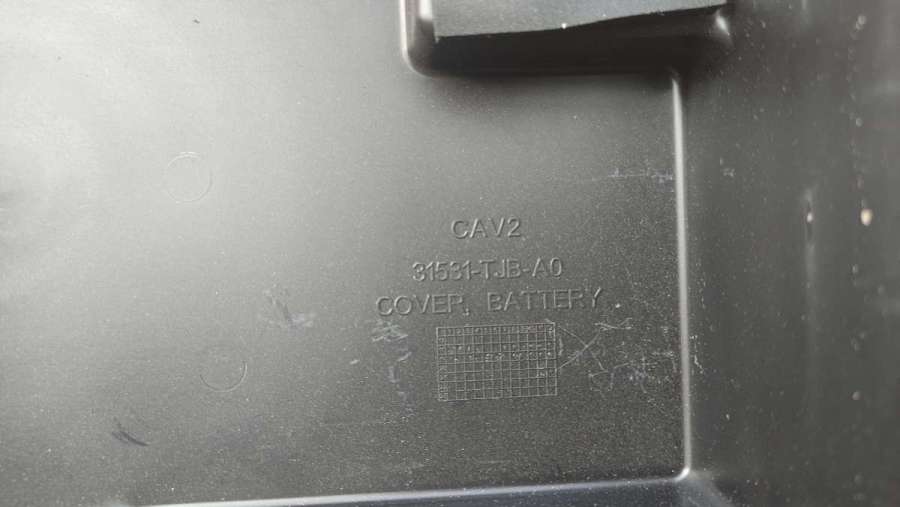 CAV2
31531-TJB-A0
COVER, BATTERY